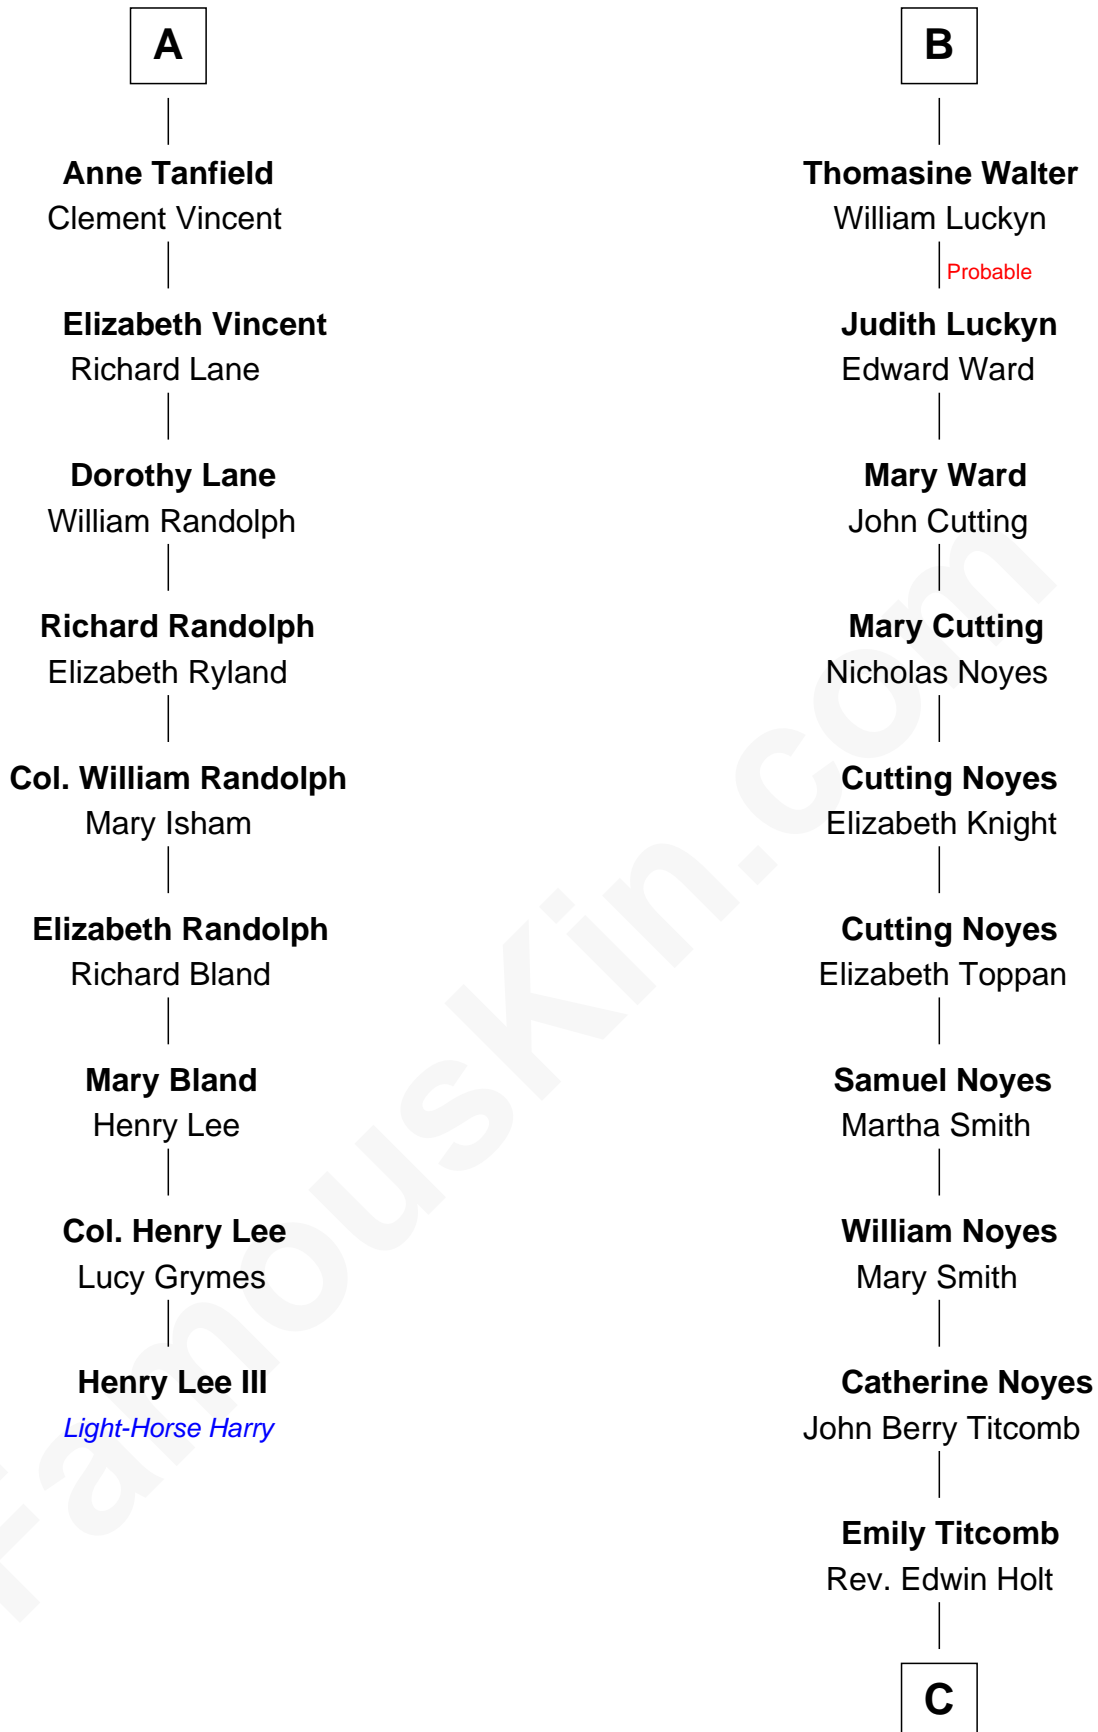 A
Anne Tanfield
Clement Vincent
Elizabeth Vincent
Richard Lane
Dorothy Lane
William Randolph
Richard Randolph
Elizabeth Ryland
Col. William Randolph
Mary Isham
Elizabeth Randolph
Richard Bland
Mary Bland
Henry Lee
Col. Henry Lee
Lucy Grymes
Henry Lee III
Light-Horse Harry
B
Thomasine Walter
William Luckyn
Probable
Judith Luckyn
Edward Ward
Mary Ward
John Cutting
Mary Cutting
Nicholas Noyes
Cutting Noyes
Elizabeth Knight
Cutting Noyes
Elizabeth Toppan
Samuel Noyes
Martha Smith
William Noyes
Mary Smith
Catherine Noyes
John Berry Titcomb
Emily Titcomb
Rev. Edwin Holt
C
FamousKin.com